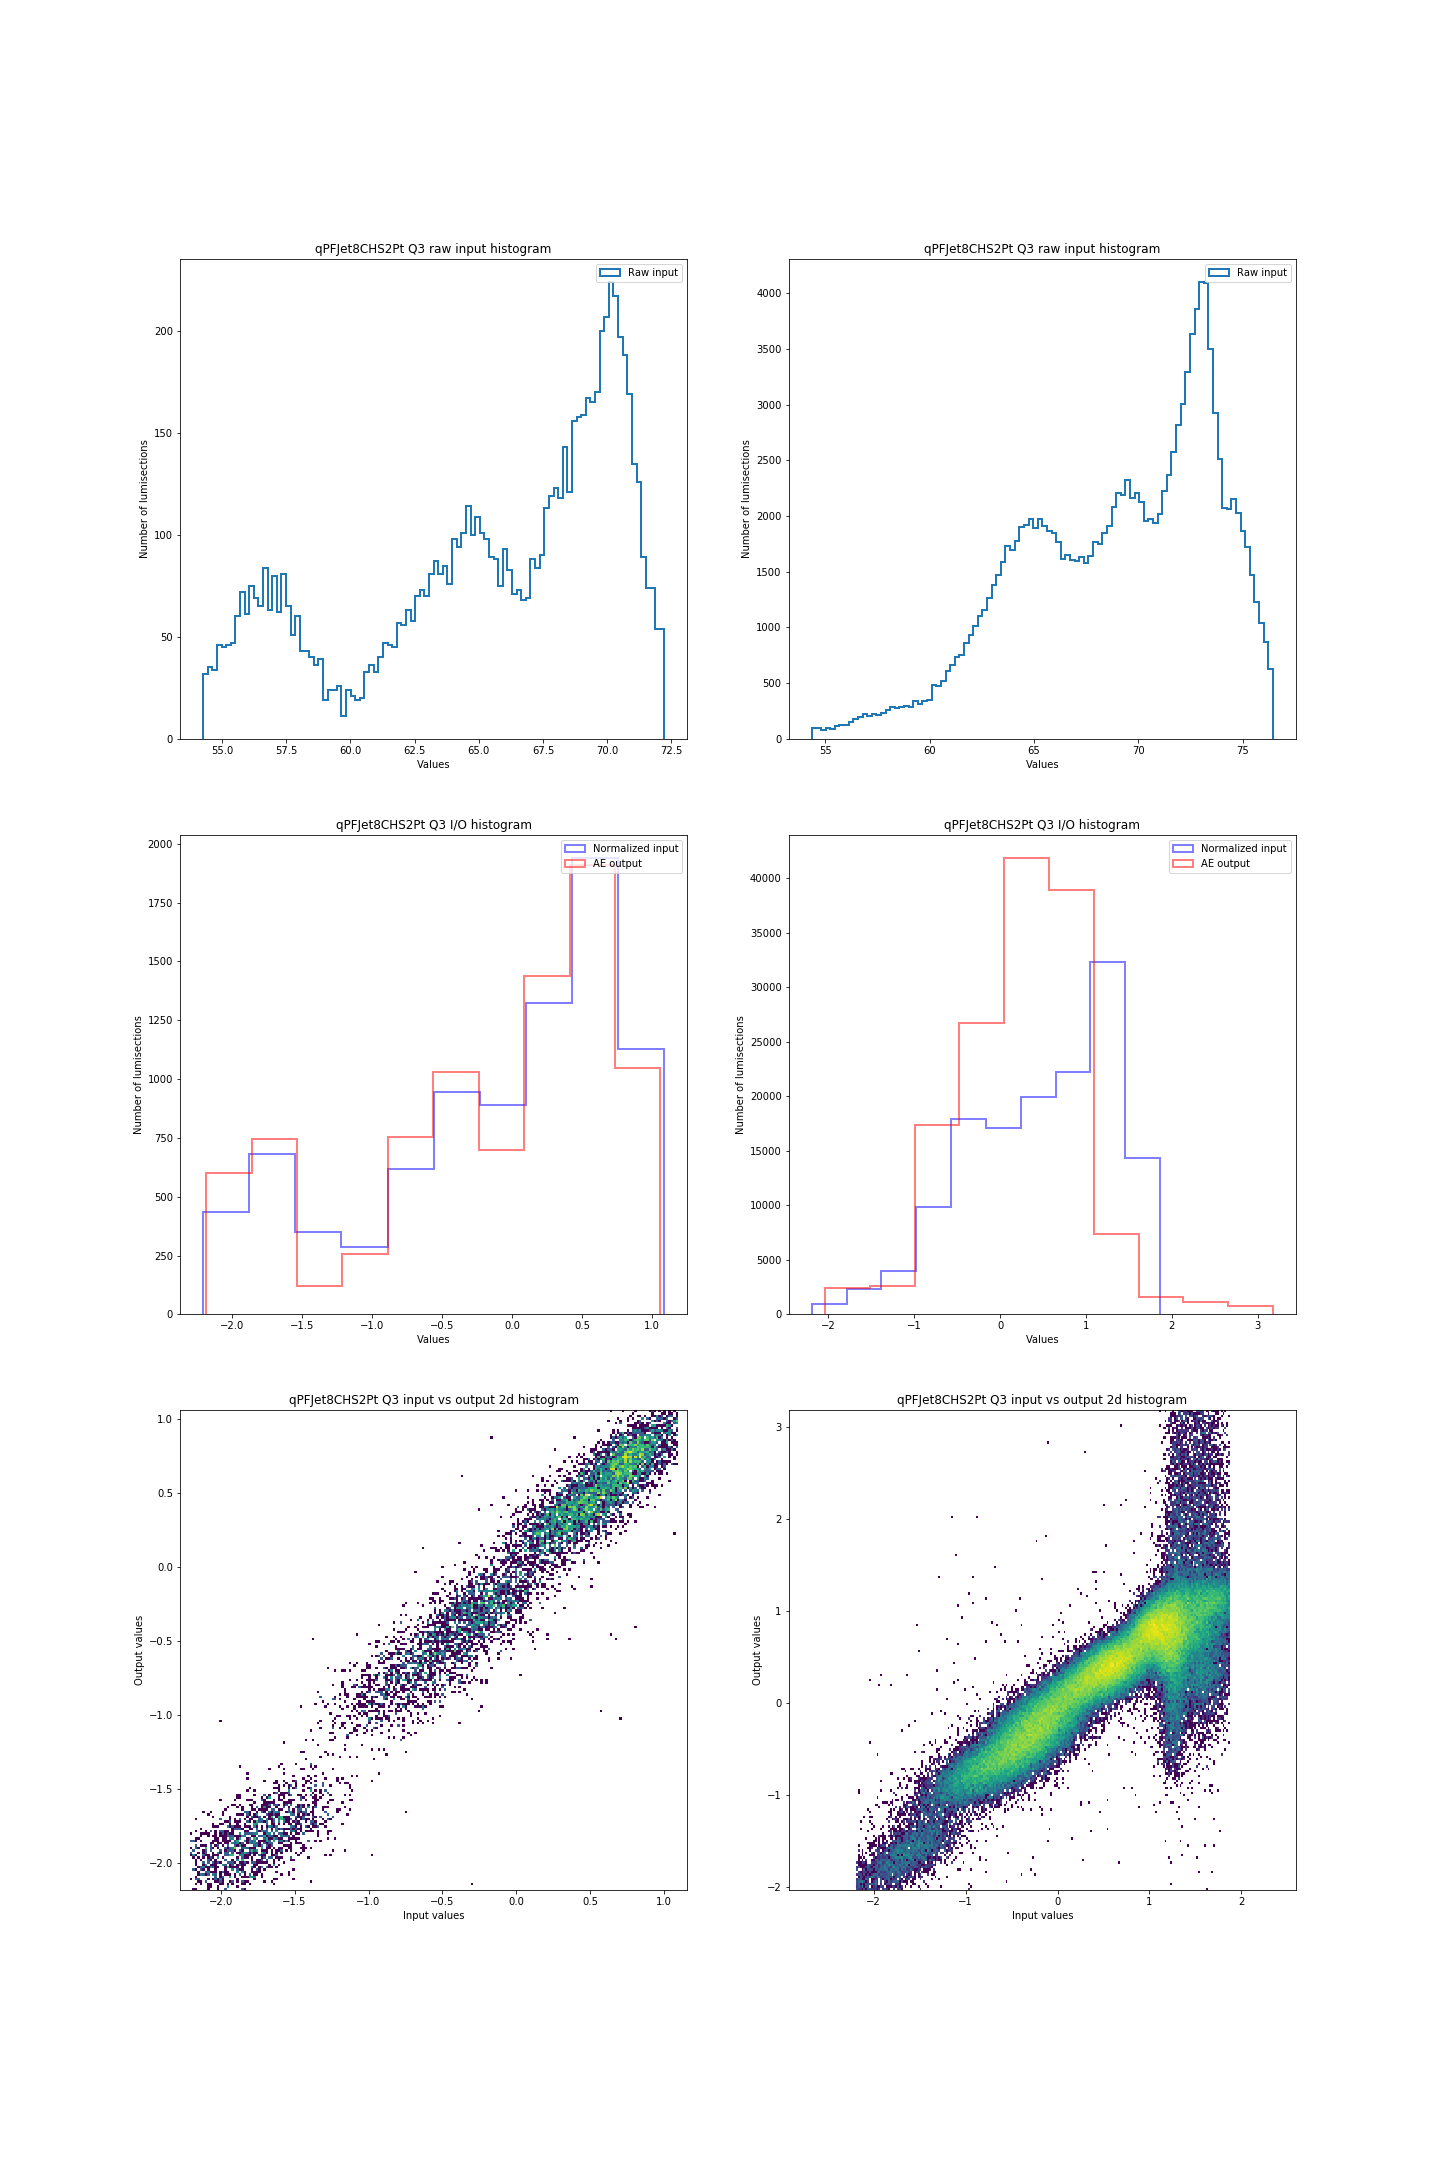 qPFJet8CHS2Pt Q3 raw input histogram
Raw input
Number of lumisections
200
150
100
50
0
55.0 57.5 60.0 62.5 65.0 67.5 70.0 72.5
Values
qPFJet8CHS2Pt Q3 raw input histogram
Raw input
Number of lumisections
4000
3500
3000
2500
2000
1500
1000
500
0
55 60 65 70 75
Values
qPFJet8CHS2Pt Q3 I/O histogram
Normalized input
AE output
Number of lumisections
2000
1750
1500
1250
1000
750
500
250
0
−2.0 −1.5 −1.0 −0.5 0.0 0.5 1.0
Values
qPFJet8CHS2Pt Q3 I/O histogram
Normalized input
AE output
Number of lumisections
40000
35000
30000
25000
20000
15000
10000
5000
0
−2 −1 0 1 2 3
Values
qPFJet8CHS2Pt Q3 input vs output 2d histogram
Output values
1.0
0.5
0.0
−0.5
−1.0
−1.5
−2.0
−2.0 −1.5 −1.0 −0.5 0.0 0.5 1.0
Input values
qPFJet8CHS2Pt Q3 input vs output 2d histogram
Output values
3
2
1
0
−1
−2
−2 −1 0 1 2
Input values